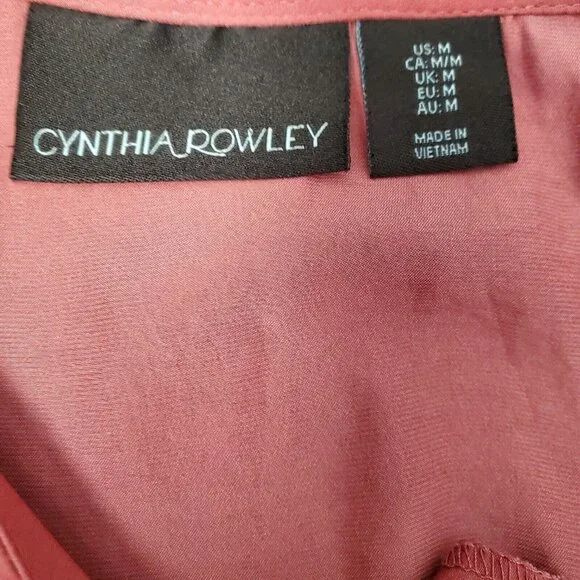 CYNTHIA ROWLEY
US: M
CA: M/M
UK: M
EU: M
AU: M
MADE IN
VIETNAM